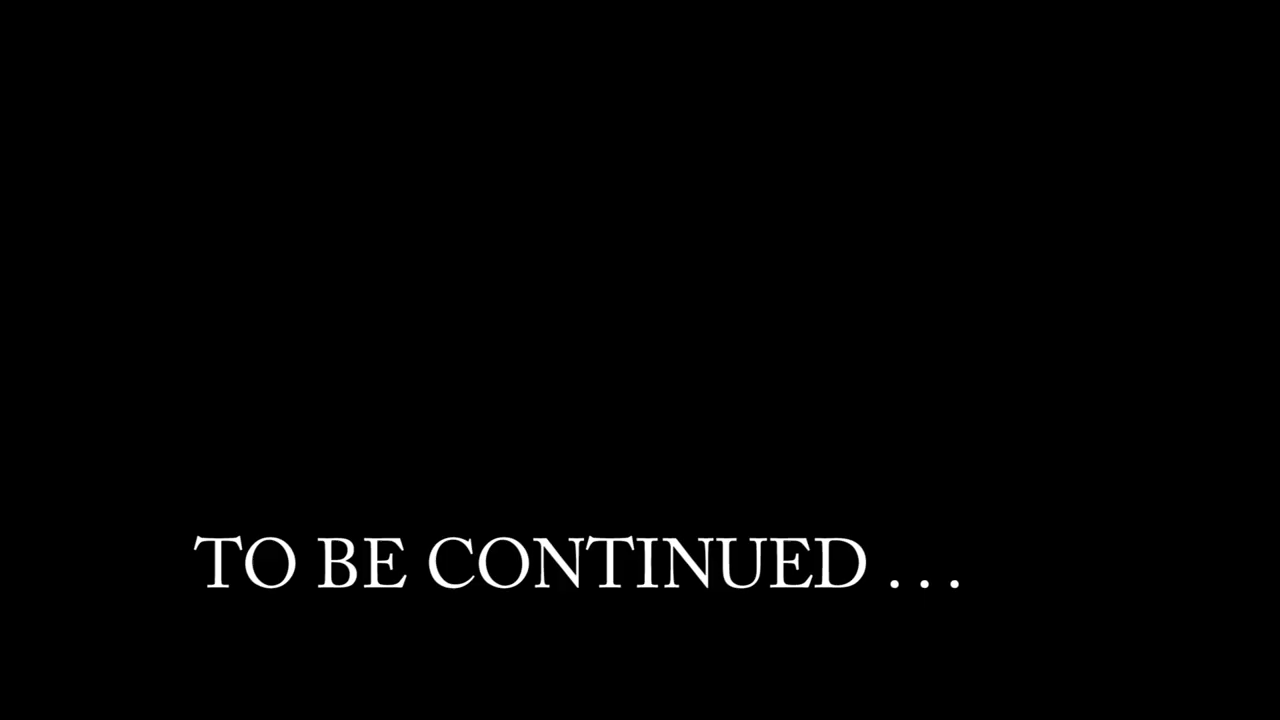 TO BE CONTINUED . . .